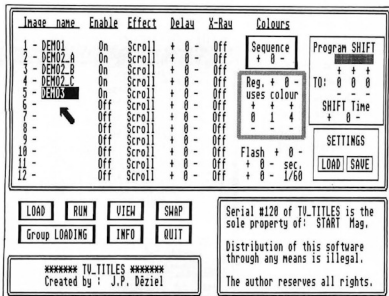 Image name Enable Effect Delay X-Ray Colours
1 - DEMO1 On Scroll + 0 - Off
2 - DEMO2_A On Scroll + 0 - Off
3 - DEMO2_B On Scroll + 0 - Off
4 - DEMO2_C On Scroll + 0 - Off
5 - DEMO3 On Scroll + 0 - Off
6 - Off Scroll + 0 - Off
7 - Off Scroll + 0 - Off
8 - Off Scroll + 0 - Off
9 - Off Scroll + 0 - Off
10 - Off Scroll + 0 - Off
11 - Off Scroll + 0 - Off
12 - Off Scroll + 0 - Off
Sequence
+ 0 -
Reg. + 0 -
uses colour
+ + +
0 1 4
- - -
Flash + 0 -
+ 0 - sec.
+ 0 - 1/60
Program SHIFT
+ + +
TO: 0 0 0
- - -
SHIFT Time
+ 0 -
SETTINGS
LOAD SAVE
LOAD RUN VIEW SWAP
Group LOADING INFO QUIT
******* TV_TITLES *******
Created by : J.P. Déziel
Serial #120 of TV_TITLES is the
sole property of: START Mag.
Distribution of this software
through any means is illegal.
The author reserves all rights.